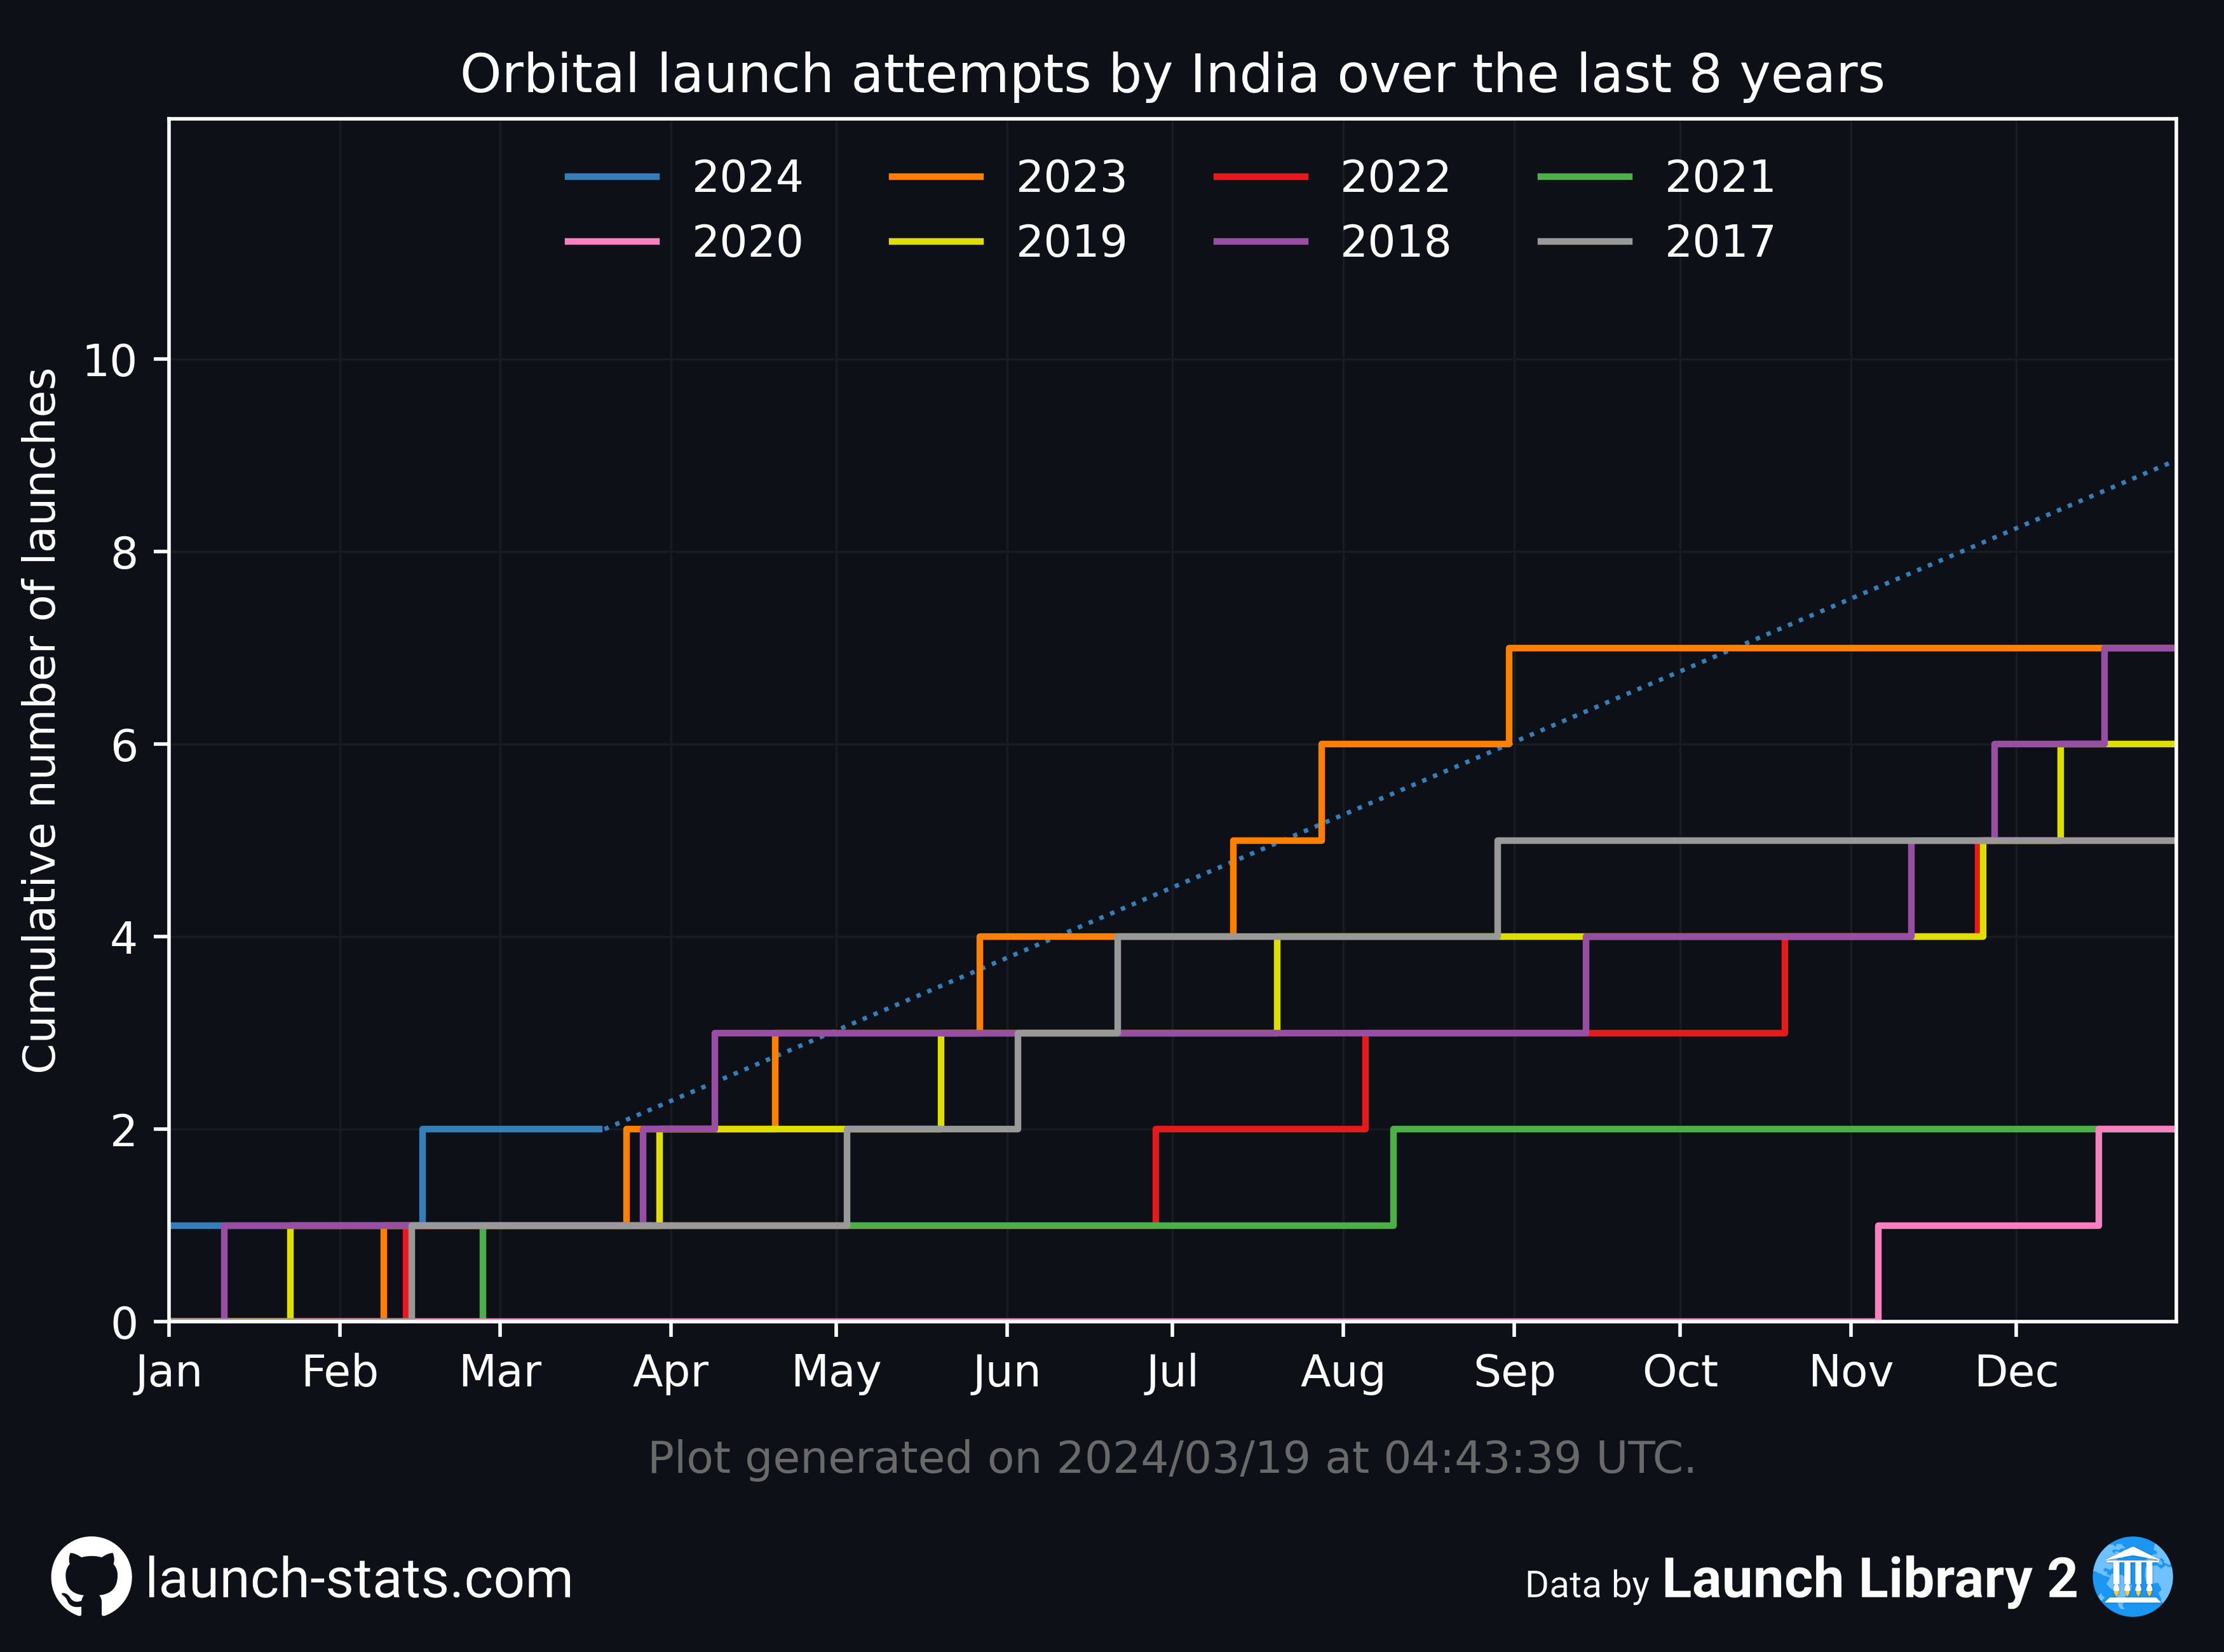 Orbital launch attempts by India over the last 8 years
2024 2023 2022 2021
2020 2019 2018 2017
Cumulative number of launches
10
8
6
4
2
0
Jan Feb Mar Apr May Jun Jul Aug Sep Oct Nov Dec
Plot generated on 2024/03/19 at 04:43:39 UTC.
launch-stats.com
Data by Launch Library 2